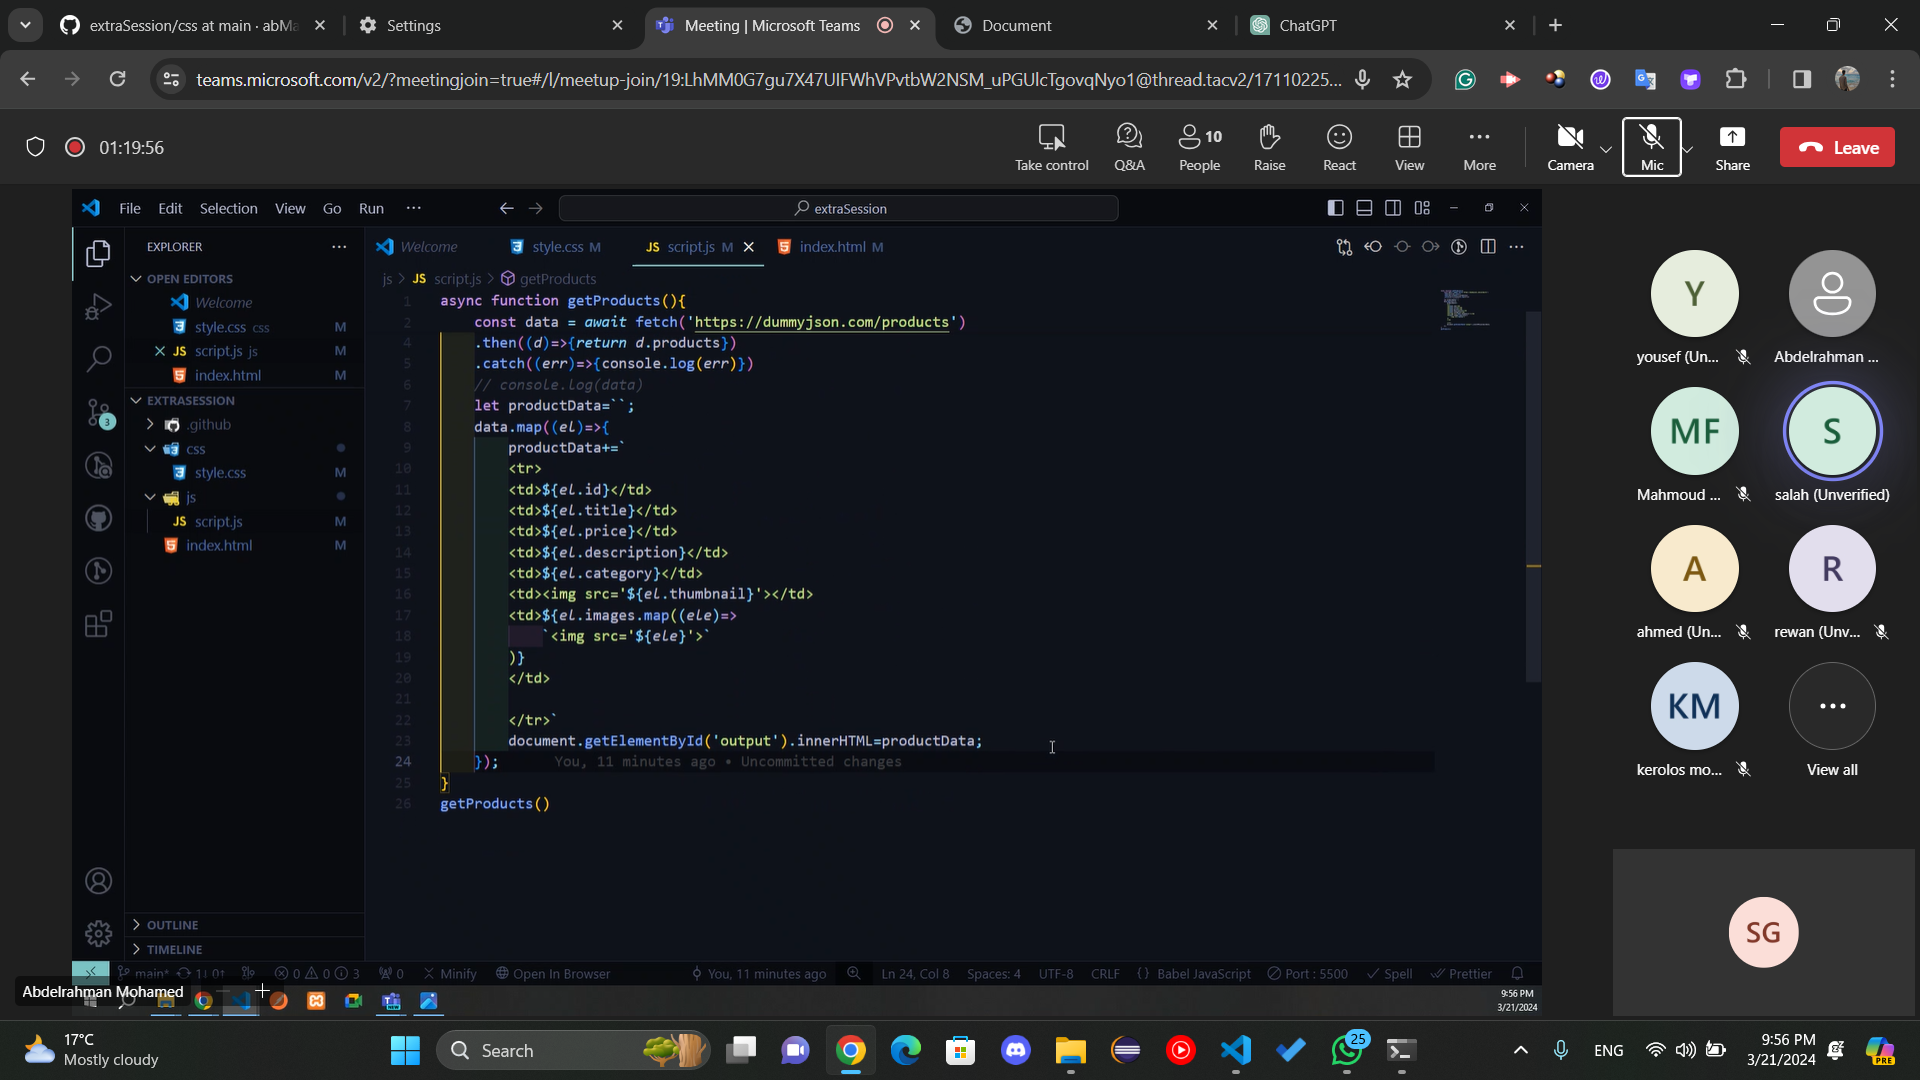 extraSession/css at main · abMa
Settings
Meeting | Microsoft Teams
Document
ChatGPT
teams.microsoft.com/v2/?meetingjoin=true#/l/meetup-join/19:LhMM0G7gu7X47UIFWhVPvtbW2NSM_uPGUlcTgovqNyo1@thread.tacv2/17110225...
01:19:56
Take control
Q&A
10
People
Raise
React
View
More
Camera
Mic
Share
Leave
File Edit Selection View Go Run ···
extraSession
EXPLORER
Welcome
style.css M
JS script.js M
index.html M
js > JS script.js > getProducts
OPEN EDITORS
Welcome
style.css css M
JS script.js js M
index.html M
EXTRASESSION
.github
css
style.css M
js
JS script.js M
index.html M
OUTLINE
TIMELINE
3
1 async function getProducts(){
2 const data = await fetch('https://dummyjson.com/products')
4 .then((d)=>{return d.products})
5 .catch((err)=>{console.log(err)})
6 // console.log(data)
7 let productData=``;
8 data.map((el)=>{
9 productData+=`
10 <tr>
11 <td>${el.id}</td>
12 <td>${el.title}</td>
13 <td>${el.price}</td>
14 <td>${el.description}</td>
15 <td>${el.category}</td>
16 <td><img src='${el.thumbnail}'></td>
17 <td>${el.images.map((ele)=>
18 `<img src='${ele}'>`
19 )}
20 </td>
21
22 </tr>`
23 document.getElementById('output').innerHTML=productData;
24 }); You, 11 minutes ago • Uncommitted changes
25 }
26 getProducts()
main* 1↓ 0↑ 0 0 3 0 Minify Open In Browser You, 11 minutes ago Ln 24, Col 8 Spaces: 4 UTF-8 CRLF {} Babel JavaScript Port : 5500 Spell Prettier
Abdelrahman Mohamed
9:56 PM
3/21/2024
Y
yousef (Un...
Abdelrahman ...
MF
Mahmoud ...
S
salah (Unverified)
A
ahmed (Un...
R
rewan (Unv...
KM
kerolos mo...
···
View all
SG
17°C
Mostly cloudy
Search
25
ENG
9:56 PM
3/21/2024
PRE